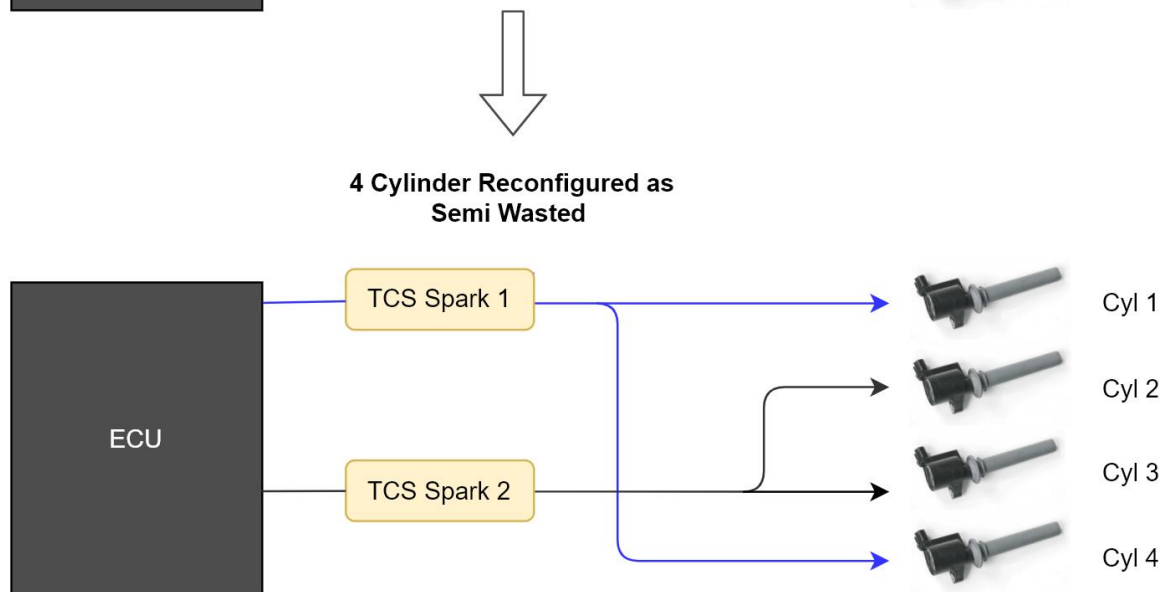 4 Cylinder Reconfigured as
Semi Wasted
TCS Spark 1
Cyl 1
Cyl 2
ECU
Cyl 3
TCS Spark 2
Cyl 4